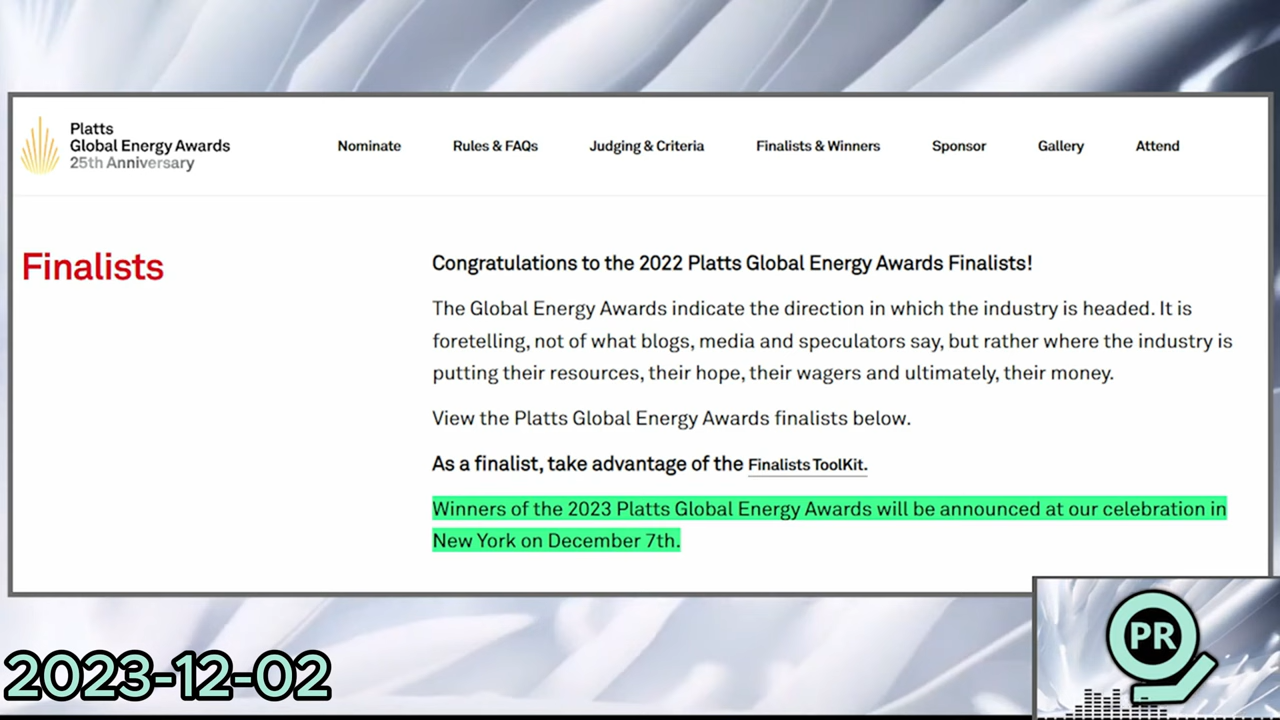 Platts
Global Energy Awards
25th Anniversary
Nominate
Rules & FAQs
Judging & Criteria
Finalists & Winners
Sponsor
Gallery
Attend
Finalists
Congratulations to the 2022 Platts Global Energy Awards Finalists!
The Global Energy Awards indicate the direction in which the industry is headed. It is
foretelling, not of what blogs, media and speculators say, but rather where the industry is
putting their resources, their hope, their wagers and ultimately, their money.
View the Platts Global Energy Awards finalists below.
As a finalist, take advantage of the Finalists ToolKit.
Winners of the 2023 Platts Global Energy Awards will be announced at our celebration in
New York on December 7th.
2023-12-02
PR